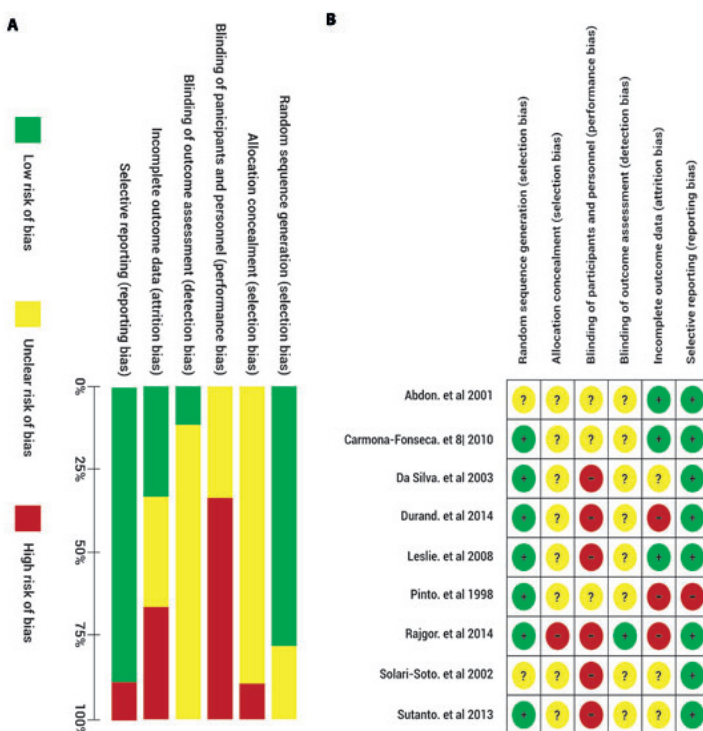 A
Low risk of bias
Unclear risk of bias
High risk of bias
Selective reporting (reporting bias)
Incomplete outcome data (attrition bias)
Blinding of outcome assessment (detection bias)
Blinding of panicipants and personnel (performance bias)
Allocation concealment (selection bias)
Random sequence generation (selection bias)
0%
25%
50%
75%
100%
B
Random sequence generation (selection bias)
Allocation concealment (selection bias)
Blinding of participants and personnel (performance bias)
Blinding of outcome assessment (detection bias)
Incomplete outcome data (attrition bias)
Selective reporting (reporting bias)
Abdon. et al 2001 ? ? ? ? + +
Carmona-Fonseca. et 8| 2010 + ? ? ? + +
Da Silva. et al 2003 + ? - ? ? +
Durand. et al 2014 + ? - ? - +
Leslie. et al 2008 + ? - ? + +
Pinto. et al 1998 + ? ? ? - -
Rajgor. et al 2014 + - - + - +
Solari-Soto. et al 2002 ? ? - ? ? +
Sutanto. et al 2013 + ? - ? ? +